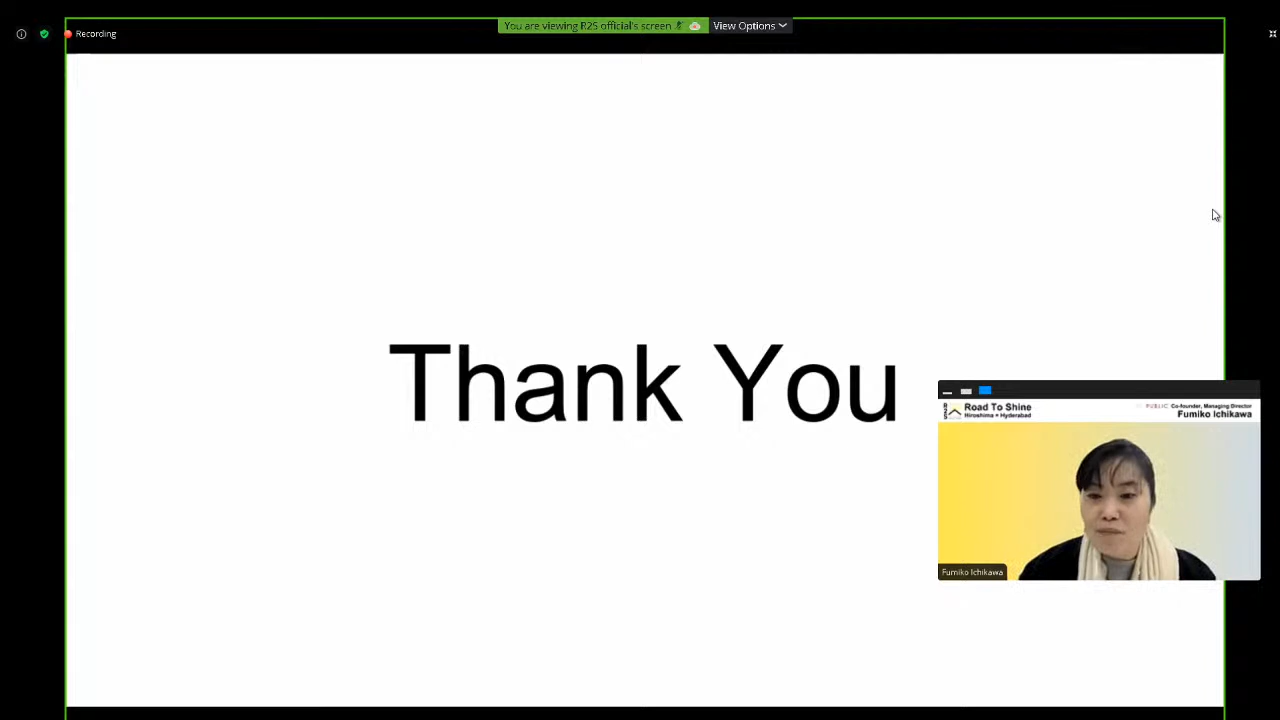 You are viewing R25 official's screen
View Options
Recording
Thank You
Road To Shine
Hiroshima + Hyderabad
PUBLIC Co-founder, Managing Director
Fumiko Ichikawa
Fumiko Ichikawa